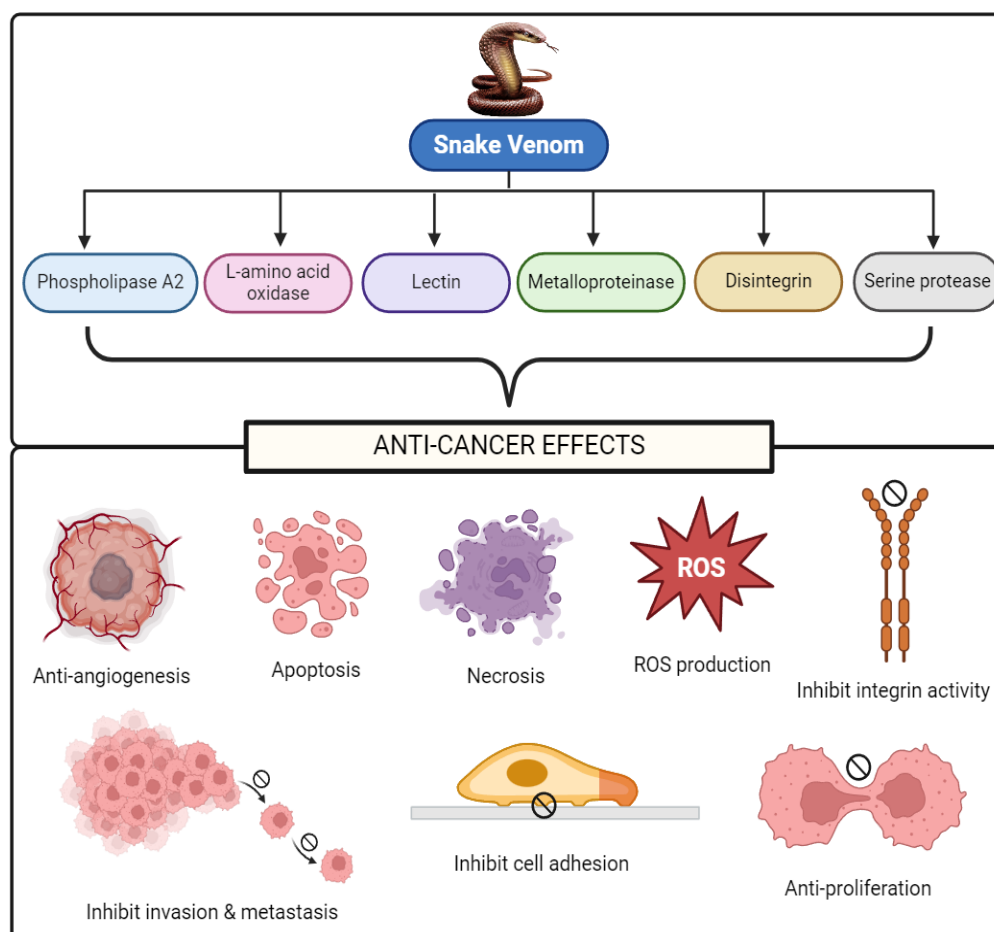 Snake Venom
Phospholipase A2
L-amino acid
oxidase
Lectin
Metalloproteinase
Disintegrin
Serine protease
ANTI-CANCER EFFECTS
ROS
Anti-angiogenesis
Apoptosis
Necrosis
ROS production
Inhibit integrin activity
Inhibit invasion & metastasis
Inhibit cell adhesion
Anti-proliferation